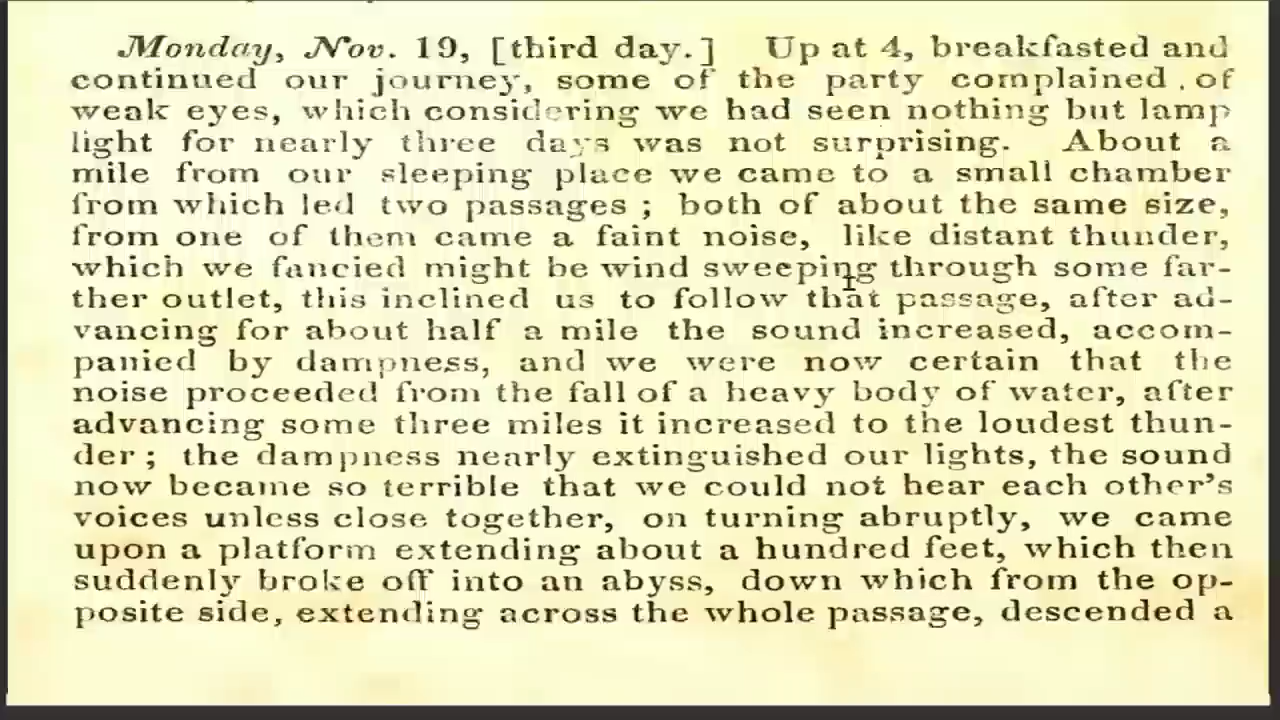 Monday, Nov. 19, [third day.] Up at 4, breakfasted and
continued our journey, some of the party complained . of
weak eyes, which considering we had seen nothing but lamp
light for nearly three days was not surprising. About a
mile from our sleeping place we came to a small chamber
from which led two passages ; both of about the same size,
from one of them came a faint noise, like distant thunder,
which we fancied might be wind sweeping through some far-
ther outlet, this inclined us to follow that passage, after ad-
vancing for about half a mile the sound increased, accom-
panied by dampness, and we were now certain that the
noise proceeded from the fall of a heavy body of water, after
advancing some three miles it increased to the loudest thun-
der ; the dampness nearly extinguished our lights, the sound
now became so terrible that we could not hear each other's
voices unless close together, on turning abruptly, we came
upon a platform extending about a hundred feet, which then
suddenly broke off into an abyss, down which from the op-
posite side, extending across the whole passage, descended a